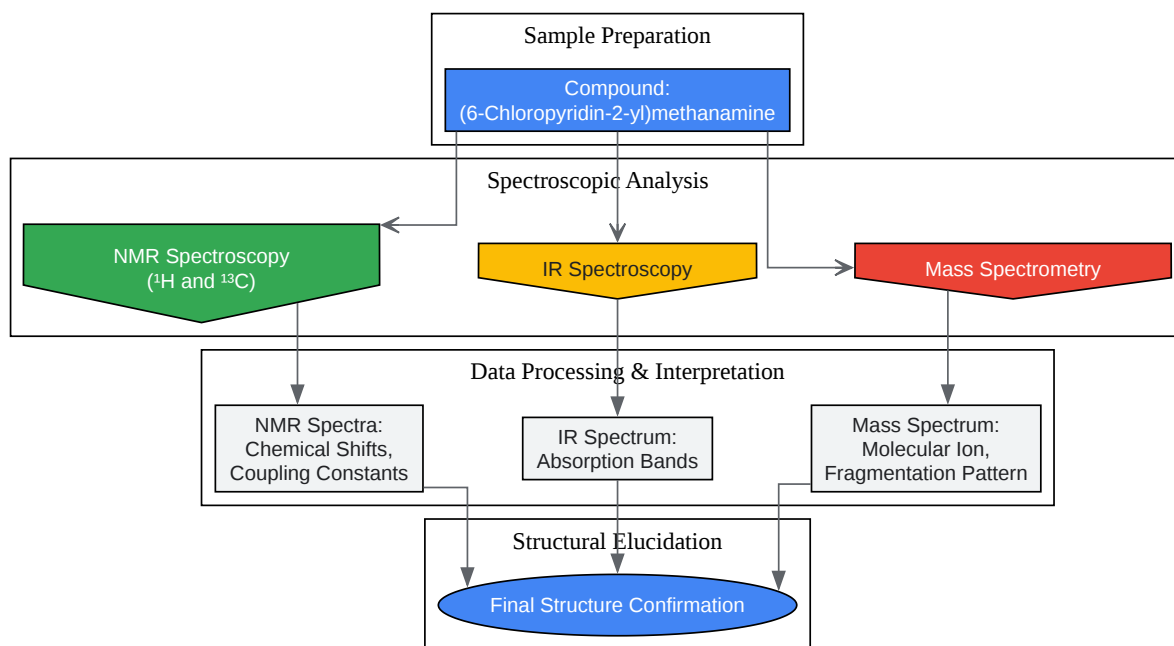 Sample Preparation
Compound:
(6-Chloropyridin-2-yl)methanamine
Spectroscopic Analysis
NMR Spectroscopy
(¹H and ¹³C)
IR Spectroscopy
Mass Spectrometry
Data Processing & Interpretation
NMR Spectra:
Chemical Shifts,
Coupling Constants
IR Spectrum:
Absorption Bands
Mass Spectrum:
Molecular Ion,
Fragmentation Pattern
Structural Elucidation
Final Structure Confirmation